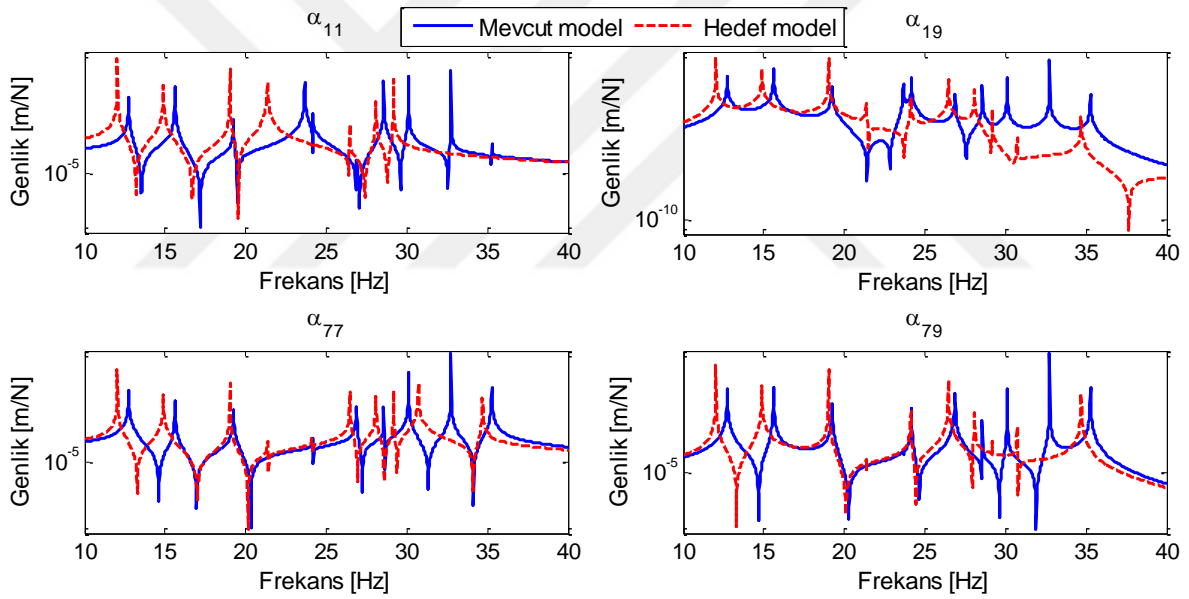 α11
α19
Mevcut model
Hedef model
Genlik [m/N]
10-5
10 15 20 25 30 35 40
Frekans [Hz]
Genlik [m/N]
10-10
10 15 20 25 30 35 40
Frekans [Hz]
α77
α79
Genlik [m/N]
10-5
10 15 20 25 30 35 40
Frekans [Hz]
Genlik [m/N]
10-5
10 15 20 25 30 35 40
Frekans [Hz]